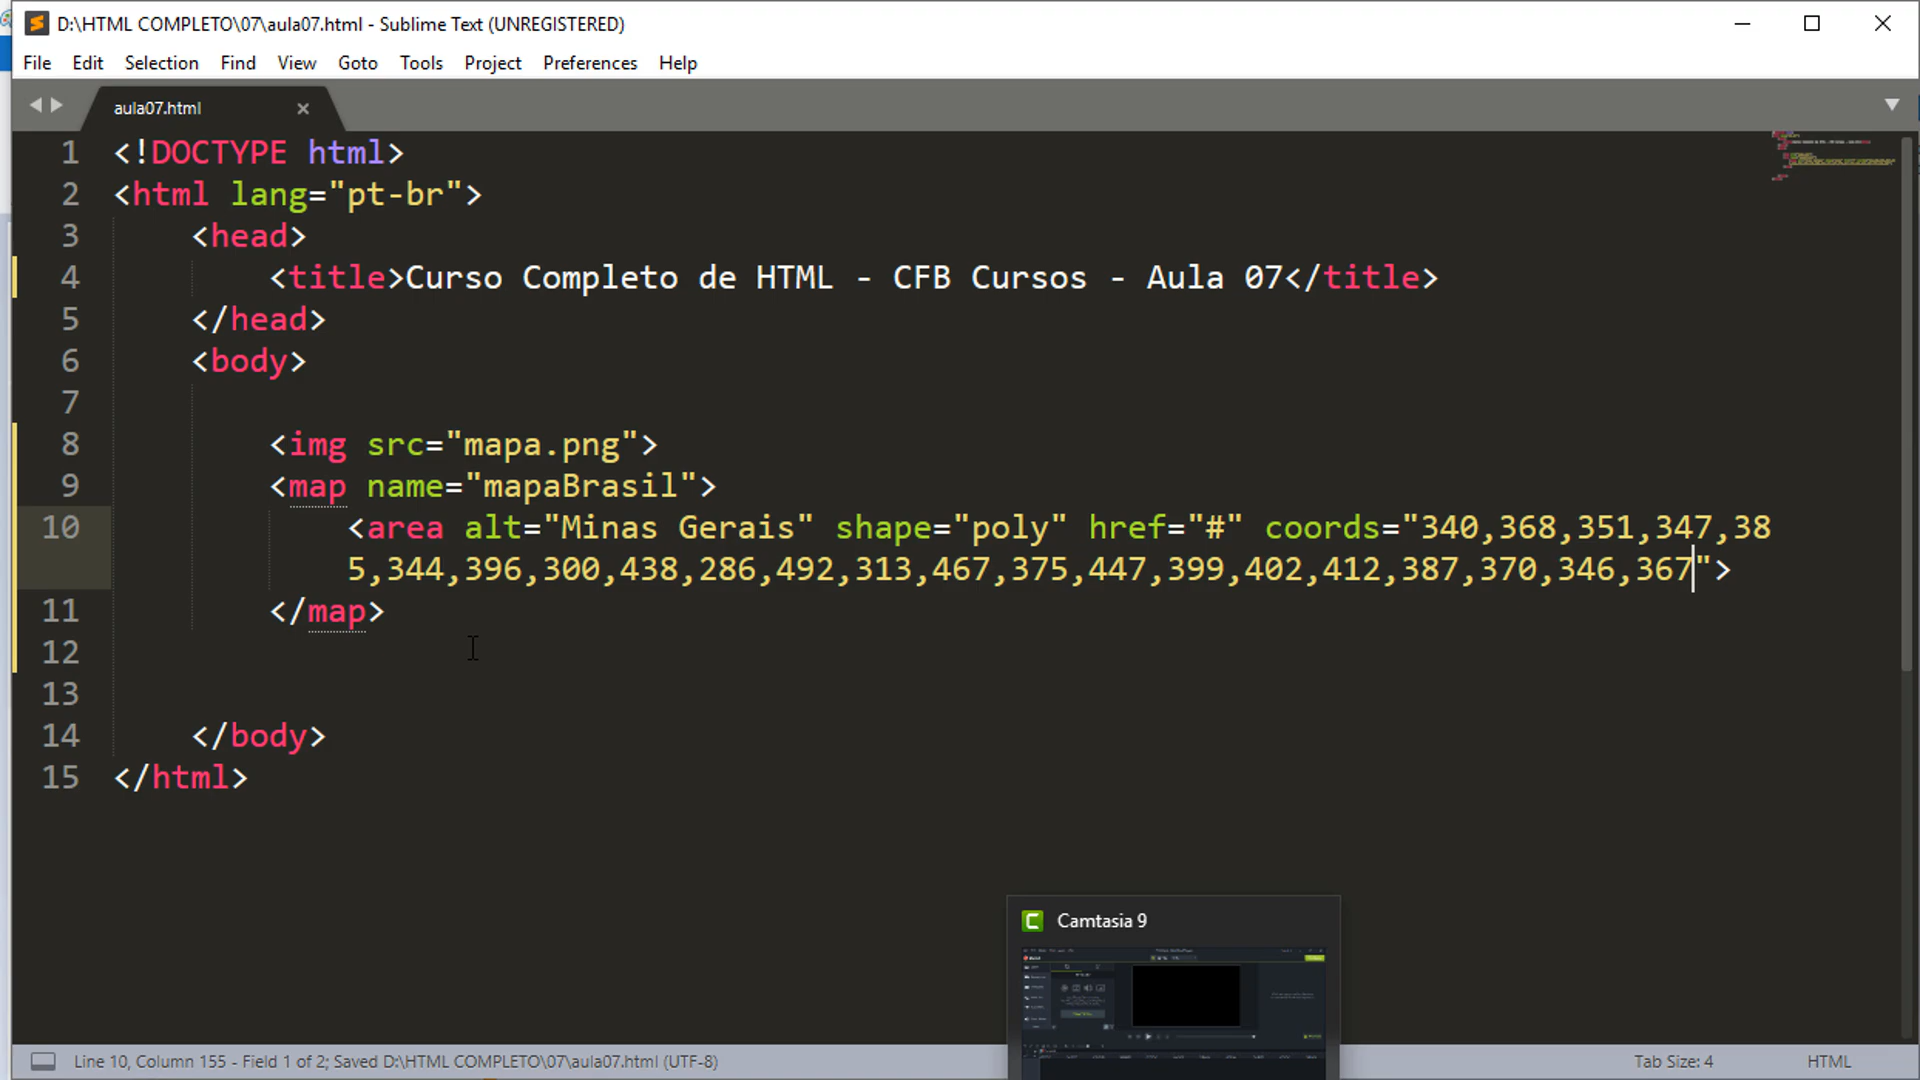 D:\HTML COMPLETO\07\aula07.html - Sublime Text (UNREGISTERED)
File Edit Selection Find View Goto Tools Project Preferences Help
aula07.html
1 <!DOCTYPE html>
2 <html lang="pt-br">
3 <head>
4 <title>Curso Completo de HTML - CFB Cursos - Aula 07</title>
5 </head>
6 <body>
7
8 <img src="mapa.png">
9 <map name="mapaBrasil">
10 <area alt="Minas Gerais" shape="poly" href="#" coords="340,368,351,347,38
5,344,396,300,438,286,492,313,467,375,447,399,402,412,387,370,346,367">
11 </map>
12
13
14 </body>
15 </html>
Camtasia 9
Line 10, Column 155 - Field 1 of 2; Saved D:\HTML COMPLETO\07\aula07.html (UTF-8) Tab Size: 4 HTML